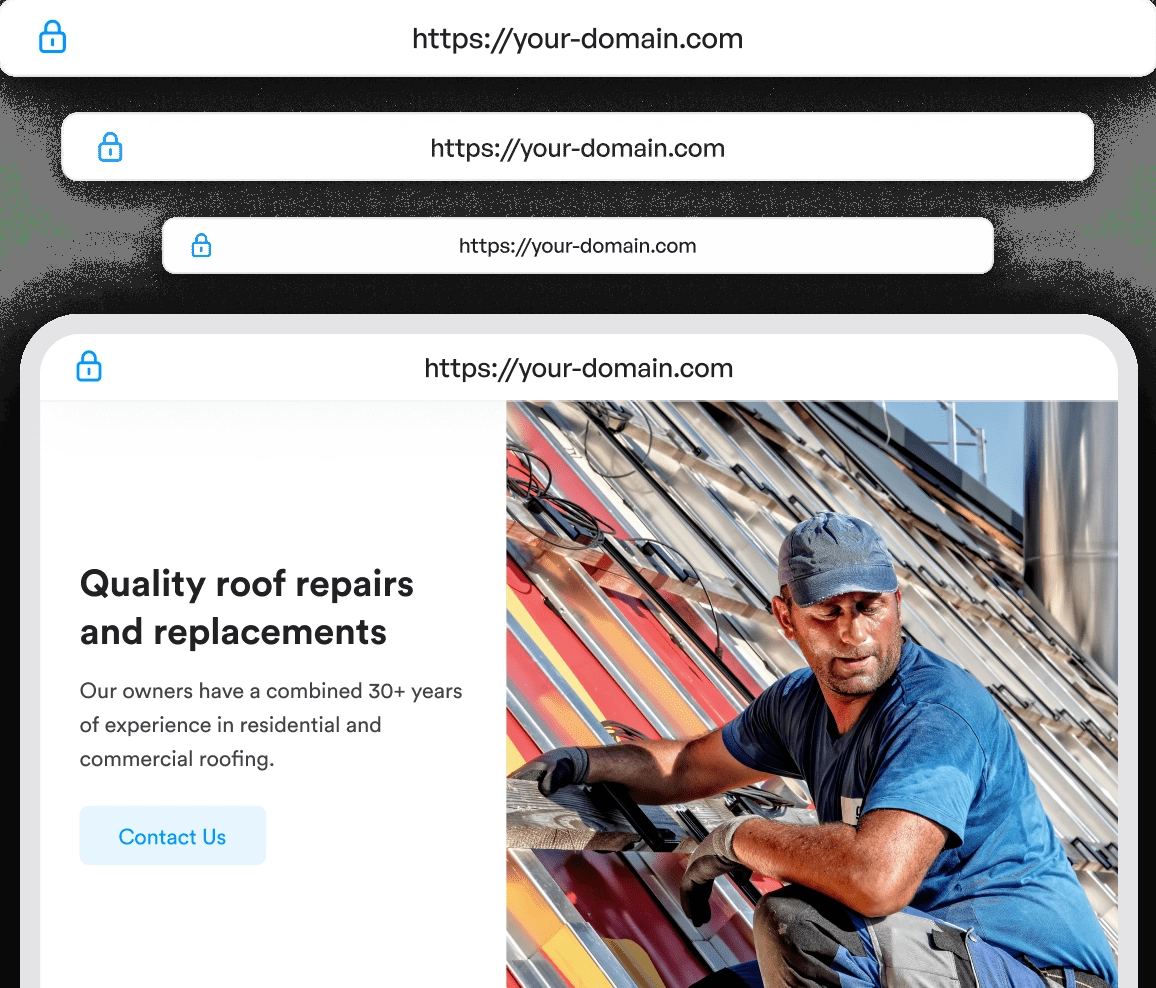 https://your-domain.com
https://your-domain.com
https://your-domain.com
https://your-domain.com
Quality roof repairs
and replacements
Our owners have a combined 30+ years
of experience in residential and
commercial roofing.
Contact Us